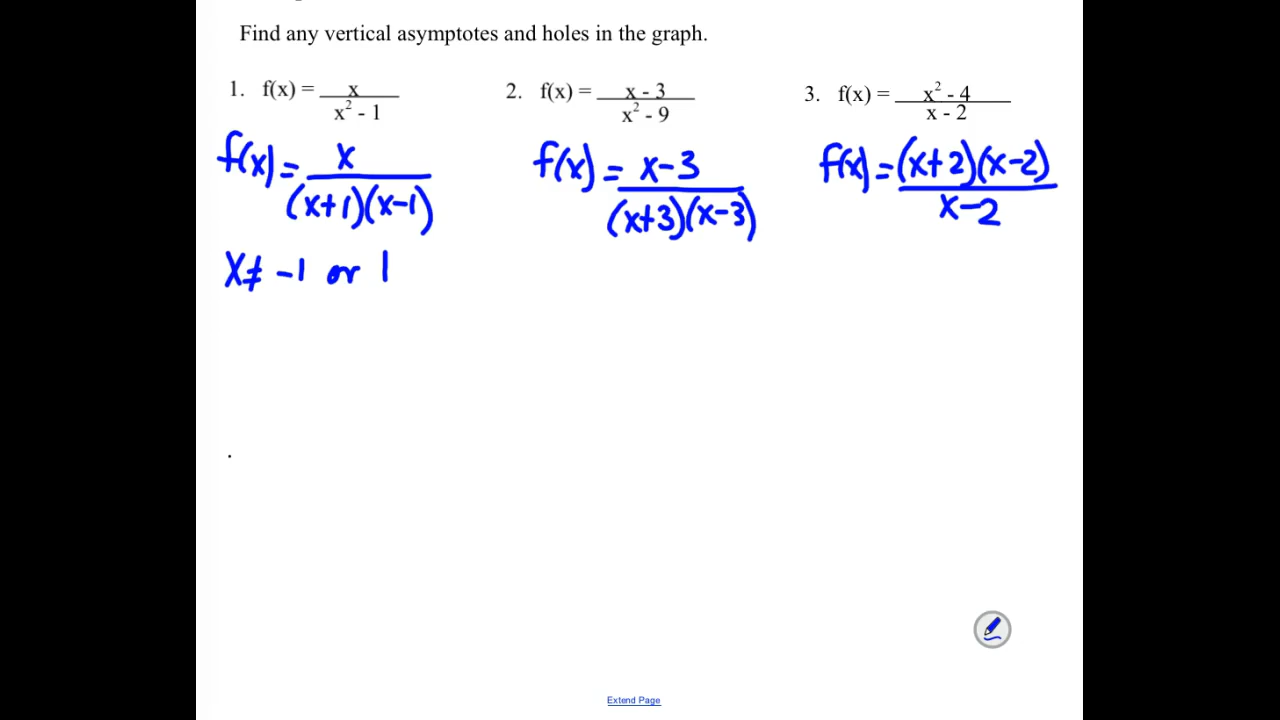 Find any vertical asymptotes and holes in the graph.
1. f(x) = x / x² - 1
2. f(x) = x - 3 / x² - 9
3. f(x) = x² - 4 / x - 2
f(x) = x / (x+1)(x-1)
f(x) = x-3 / (x+3)(x-3)
f(x) = (x+2)(x-2) / x-2
x≠ -1 or 1
.
Extend Page